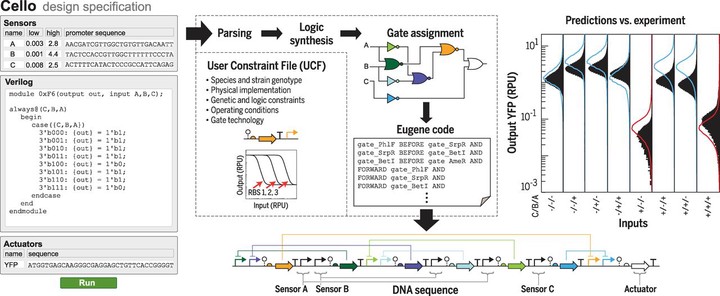 Cello design specification
Sensors
name low high promoter sequence
A 0.003 2.8 AACGATCGTTGGCTGTGTTGACAATT
B 0.001 4.4 TACTCCACCGTTGGCTTTTTTCCCTA
C 0.008 2.5 ACTTTTCATACTCCCGCCATTCAGAG
Verilog
module 0xF6(output out, input A,B,C);
always@(C,B,A)
begin
case({C,B,A})
3'b000: {out} = 1'b1;
3'b001: {out} = 1'b1;
3'b010: {out} = 1'b1;
3'b011: {out} = 1'b1;
3'b100: {out} = 1'b0;
3'b101: {out} = 1'b1;
3'b110: {out} = 1'b1;
3'b111: {out} = 1'b0;
endcase
end
endmodule
Actuators
name sequence
YFP ATGGTGAGCAAGGGCGAGGAGCTGTTCACCGGGGT
Run
Parsing
Logic
synthesis
Gate assignment
User Constraint File (UCF)
• Species and strain genotype
• Physical implementation
• Genetic and logic constraints
• Operating conditions
• Gate technology
T
Output (RPU)
RBS 1, 2, 3
Input (RPU)
A
B
C
Eugene code
gate_PhlF BEFORE gate_SrpR AND
gate_SrpR BEFORE gate_BetI AND
gate_BetI BEFORE gate AmeR AND
FORWARD gate_PhlF AND
FORWARD gate_SrpR AND
FORWARD gate_BetI AND
T T T T T T T T
Sensor A Sensor B DNA sequence Sensor C Actuator
Predictions vs. experiment
Output YFP (RPU)
10¹
10⁻¹
10⁻³
C/B/A
-/-/- -/-/+ -/+/- -/+/+ +/-/- +/-/+ +/+/- +/+/+
Inputs